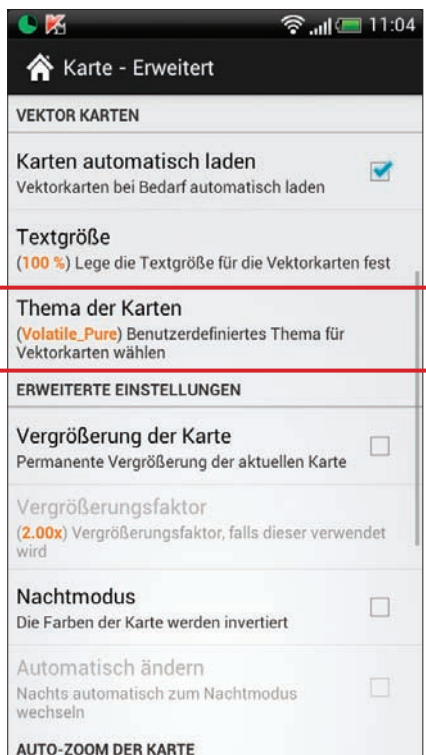 11:04
Karte - Erweitert
VEKTOR KARTEN
Karten automatisch laden
Vektorkarten bei Bedarf automatisch laden
Textgröße
(100 %) Lege die Textgröße für die Vektorkarten fest
Thema der Karten
(Volatile_Pure) Benutzerdefiniertes Thema für
Vektorkarten wählen
ERWEITERTE EINSTELLUNGEN
Vergrößerung der Karte
Permanente Vergrößerung der aktuellen Karte
Vergrößerungsfaktor
(2.00x) Vergrößerungsfaktor, falls dieser verwendet
wird
Nachtmodus
Die Farben der Karte werden invertiert
Automatisch ändern
Nachts automatisch zum Nachtmodus
wechseln
AUTO-ZOOM DER KARTE